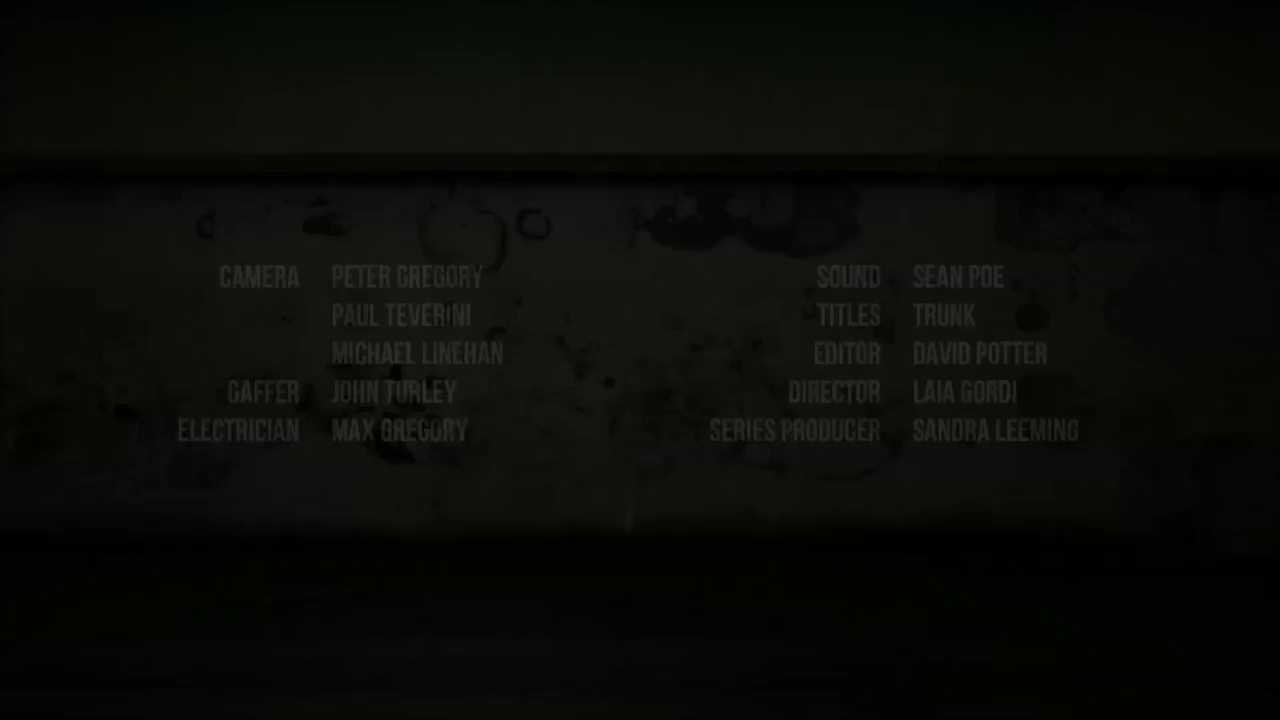 CAMERA PETER GREGORY
PAUL TEVERINI
MICHAEL LINEHAN
GAFFER JOHN TURLEY
ELECTRICIAN MAX GREGORY
SOUND SEAN POE
TITLES TRUNK
EDITOR DAVID POTTER
DIRECTOR LAIA GORDI
SERIES PRODUCER SANDRA LEEMING